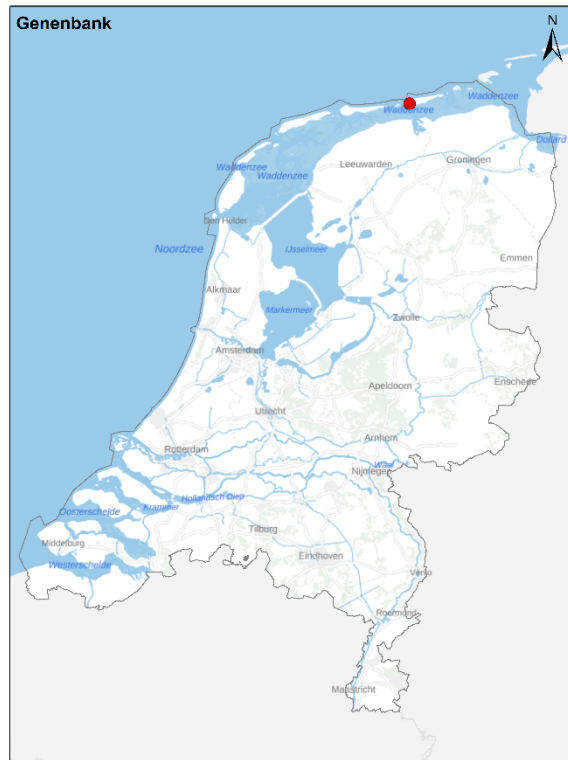 Genenbank
N
Waddenzee
Waddenzee
Dollard
Leeuwarden
Groningen
Waddenzee
Waddenzee
Den Helder
Noordzee
IJsselmeer
Emmen
Alkmaar
Markermeer
Zwolle
Amsterdam
Enschede
Apeldoorn
Utrecht
Arnhem
Rotterdam
Waal
Nijmegen
Hollandsch Diep
Krammer
Oosterschelde
Tilburg
Middelburg
Eindhoven
Westerschelde
Venlo
Roermond
Maastricht